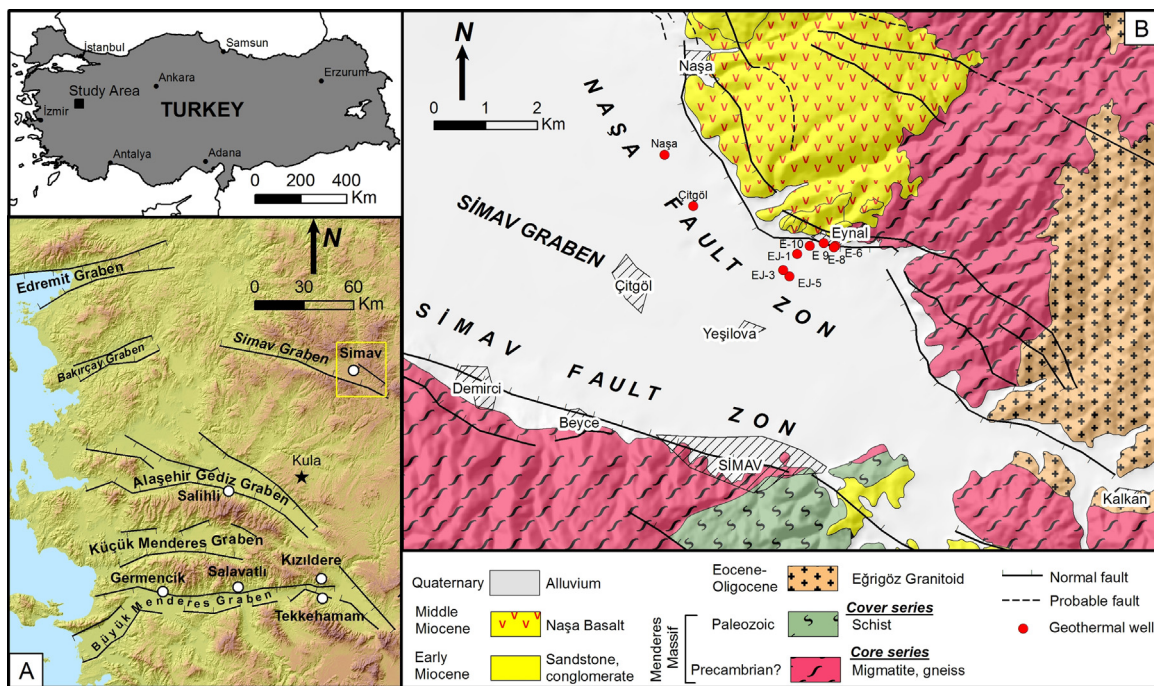 İstanbul
Samsun
Ankara
Erzurum
Study Area
TURKEY
İzmir
Antalya
Adana
0 200 400
Km
N
Edremit Graben
0 30 60
Km
Bakırçay Graben
Simav Graben
Simav
Kula
Alaşehir Gediz Graben
Salihli
Küçük Menderes Graben
Kızıldere
Germencik
Salavatlı
Büyük Menderes Graben
Tekkehamam
A
B
N
0 1 2
Km
Naşa
NAŞA FAULT ZON
Naşa
Çitgöl
SİMAV GRABEN
Eynal
E-10
E 9
E-6
E-8
EJ-1
EJ-3
EJ-5
Çitgöl
Yeşilova
SİMAV FAULT ZON
Demirci
Beyce
SİMAV
Kalkan
Quaternary
Alluvium
Middle
Miocene
Naşa Basalt
Early
Miocene
Sandstone,
conglomerate
Eocene-
Oligocene
Eğrigöz Granitoid
Menderes
Massif
Paleozoic
Cover series
Schist
Precambrian?
Core series
Migmatite, gneiss
Normal fault
Probable fault
Geothermal well